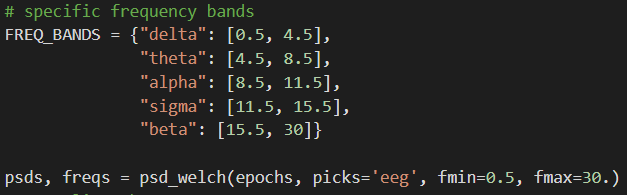 # specific frequency bands
FREQ_BANDS = {"delta": [0.5, 4.5],
"theta": [4.5, 8.5],
"alpha": [8.5, 11.5],
"sigma": [11.5, 15.5],
"beta": [15.5, 30]}
psds, freqs = psd_welch(epochs, picks='eeg', fmin=0.5, fmax=30.)